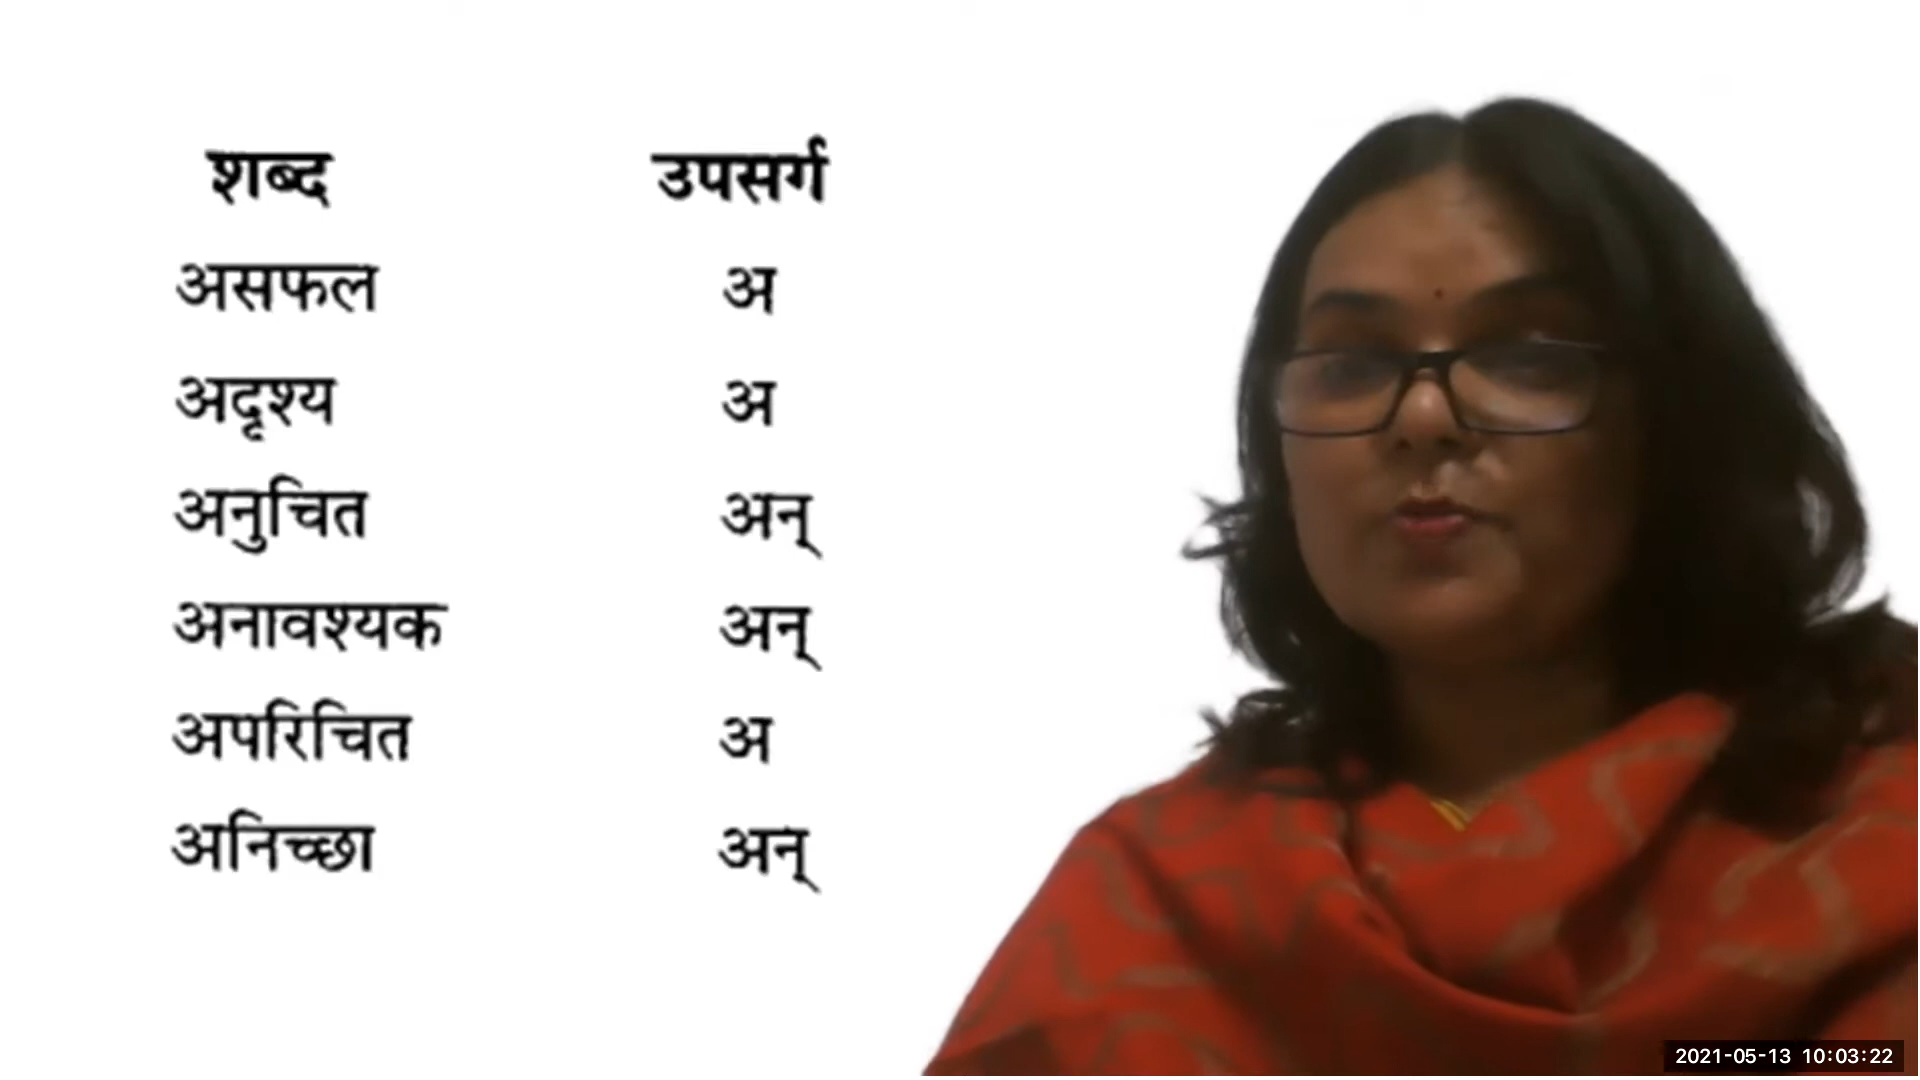 शब्द उपसर्ग
असफल अ
अदृश्य अ
अनुचित अन्
अनावश्यक अन्
अपरिचित अ
अनिच्छा अन्
2021-05-13 10:03:22